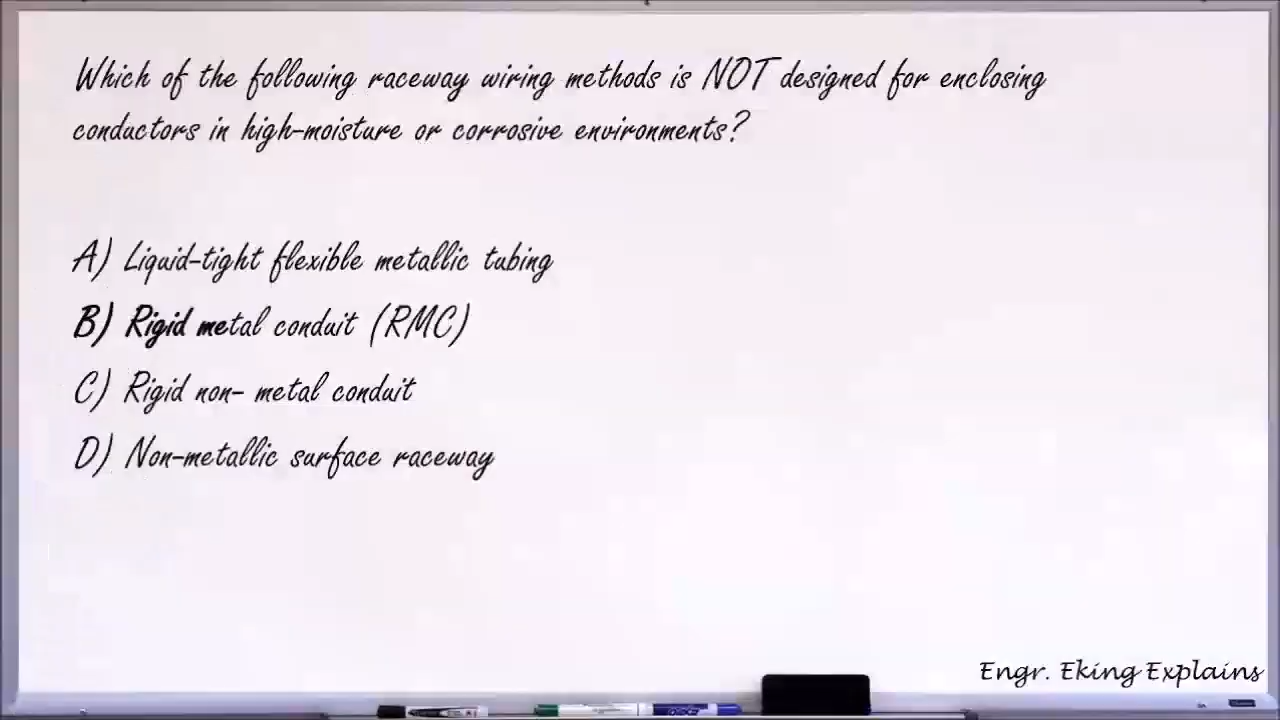 Which of the following raceway wiring methods is NOT designed for enclosing
conductors in high-moisture or corrosive environments?
A) Liquid-tight flexible metallic tubing
B) Rigid metal conduit (RMC)
C) Rigid non- metal conduit
D) Non-metallic surface raceway
Engr. Eking Explains